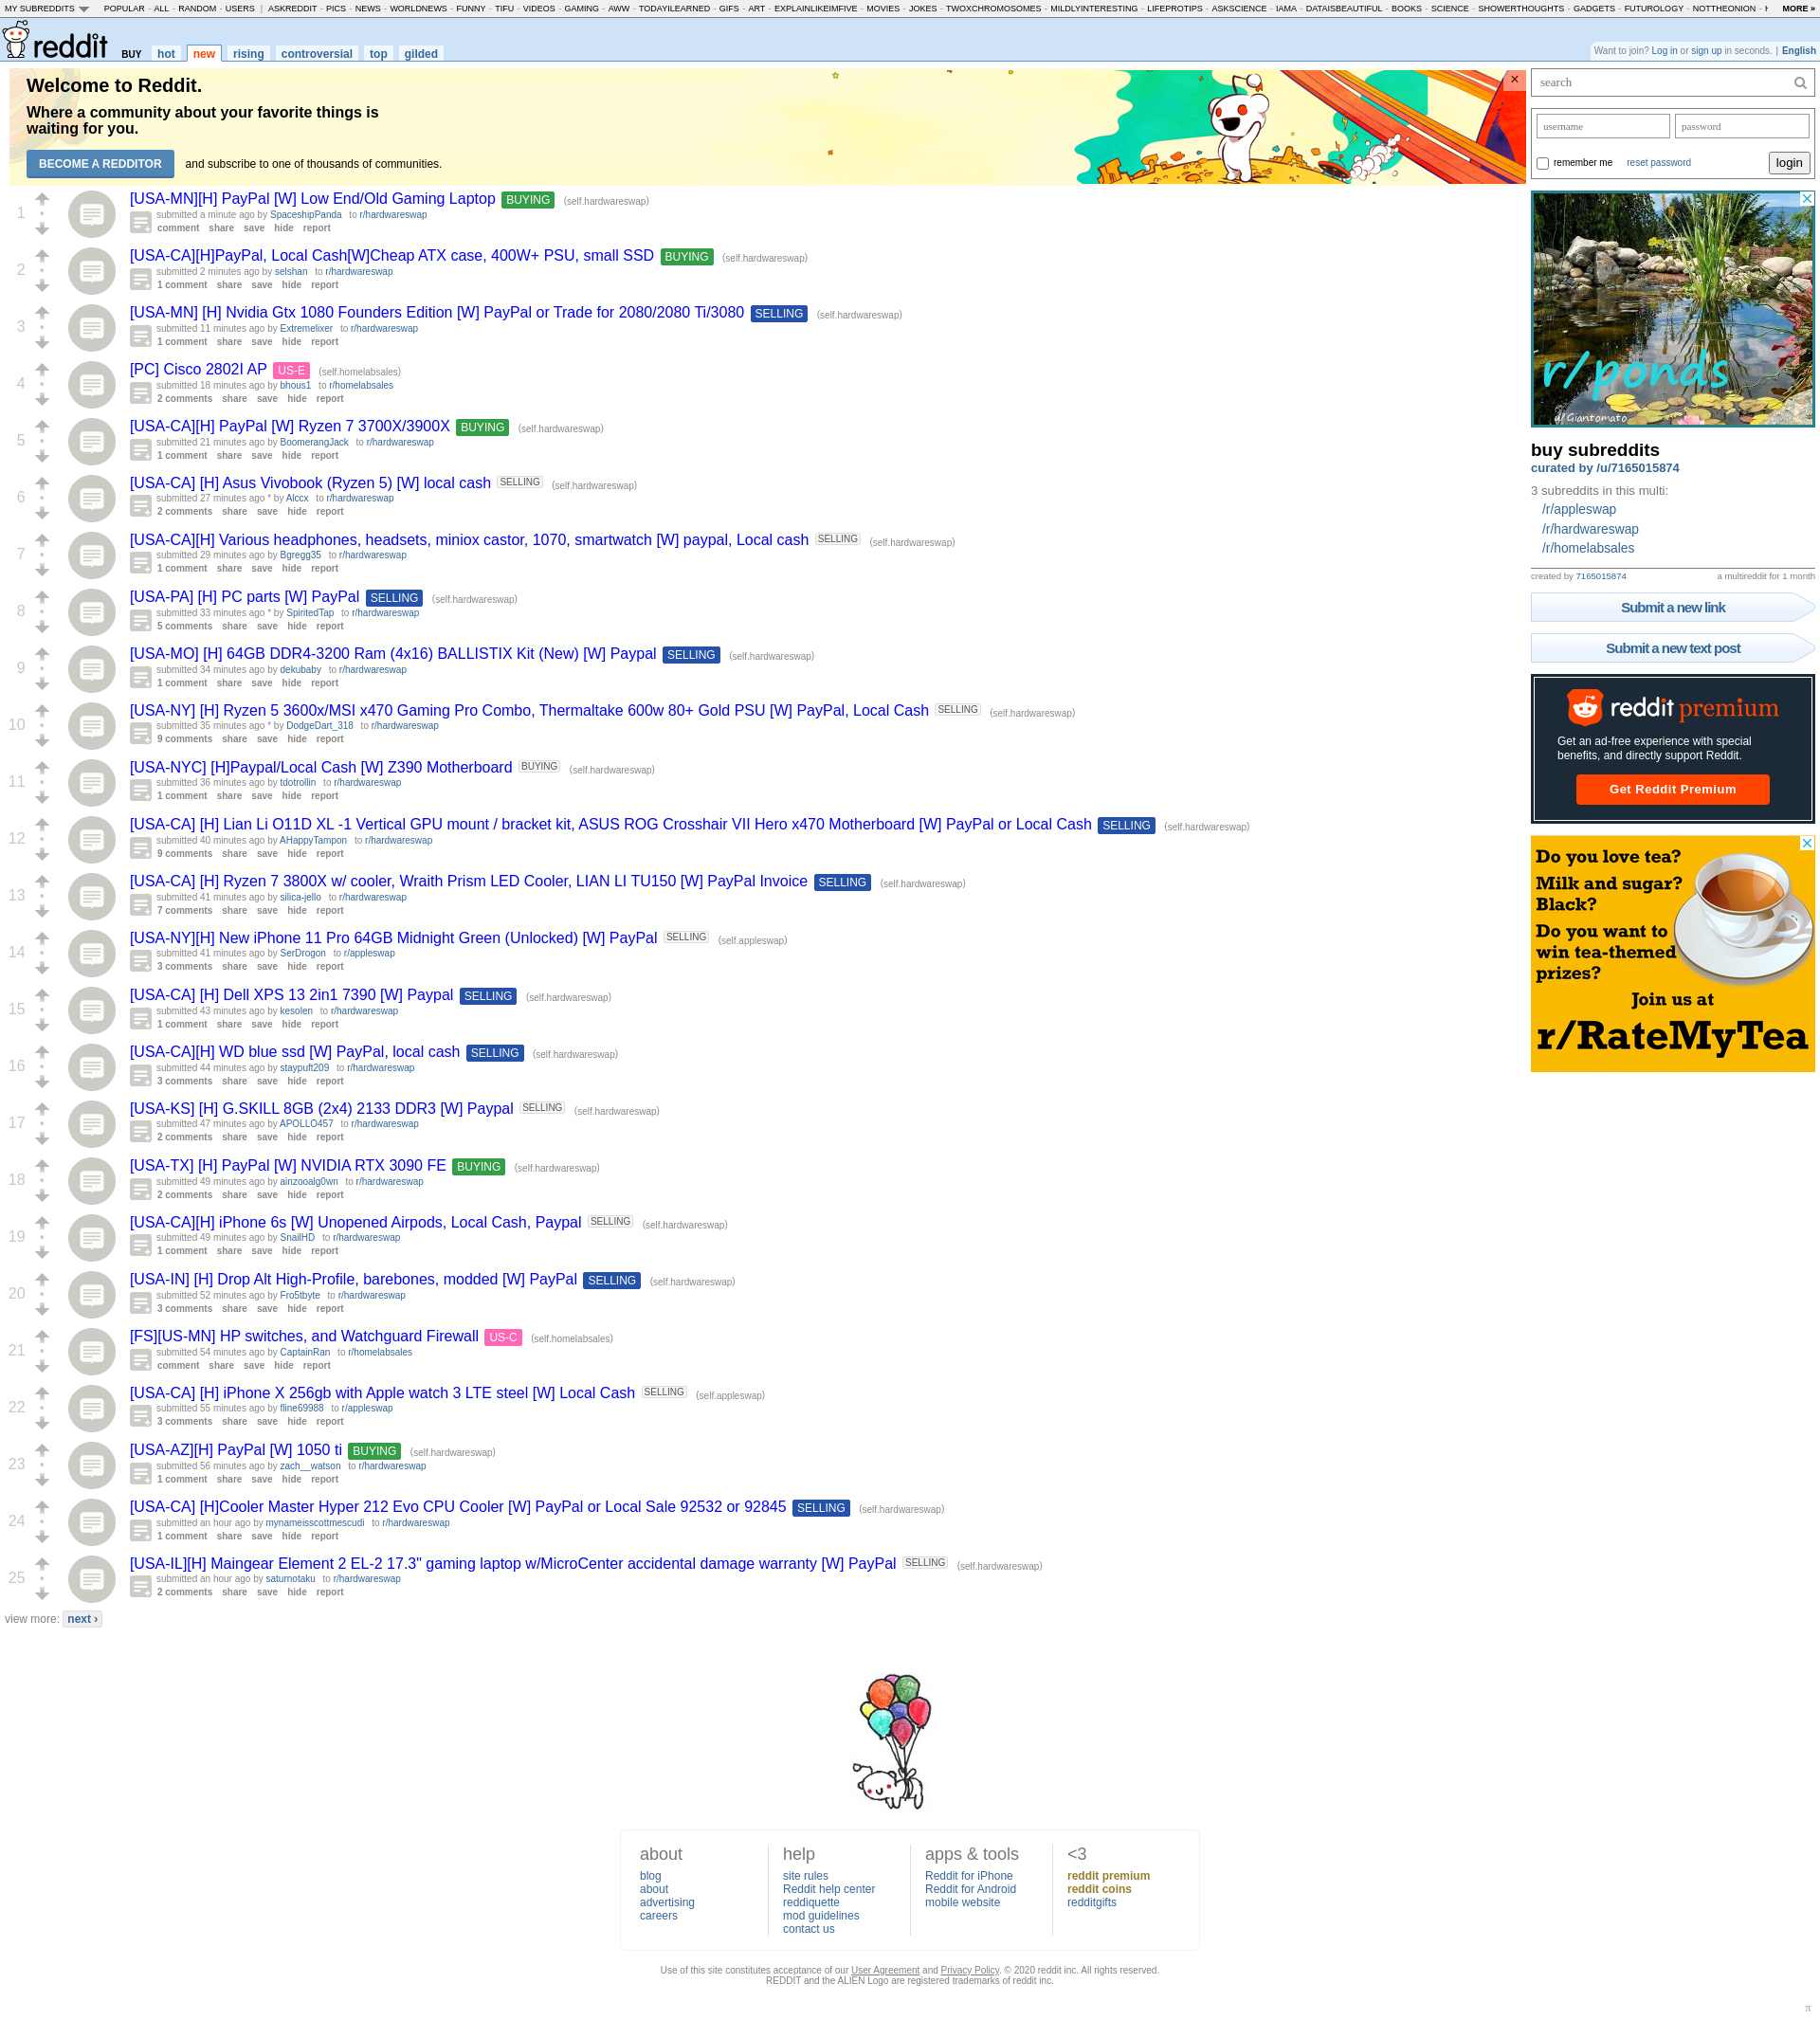 MY SUBREDDITS POPULAR - ALL - RANDOM - USERS | ASKREDDIT - PICS - NEWS - WORLDNEWS - FUNNY - TIFU - VIDEOS - GAMING - AWW - TODAYILEARNED - GIFS - ART - EXPLAINLIKEIMFIVE - MOVIES - JOKES - TWOXCHROMOSOMES - MILDLYINTERESTING - LIFEPROTIPS - ASKSCIENCE - IAMA - DATAISBEAUTIFUL - BOOKS - SCIENCE - SHOWERTHOUGHTS - GADGETS - FUTUROLOGY - NOTTHEONION - MORE »
reddit BUY hot new rising controversial top gilded
Want to join? Log in or sign up in seconds. | English
Welcome to Reddit.
Where a community about your favorite things is
waiting for you.
BECOME A REDDITOR and subscribe to one of thousands of communities.
1
[USA-MN][H] PayPal [W] Low End/Old Gaming Laptop BUYING (self.hardwareswap)
submitted a minute ago by SpaceshipPanda to r/hardwareswap
comment share save hide report
2
[USA-CA][H]PayPal, Local Cash[W]Cheap ATX case, 400W+ PSU, small SSD BUYING (self.hardwareswap)
submitted 2 minutes ago by selshan to r/hardwareswap
1 comment share save hide report
3
[USA-MN] [H] Nvidia Gtx 1080 Founders Edition [W] PayPal or Trade for 2080/2080 Ti/3080 SELLING (self.hardwareswap)
submitted 11 minutes ago by Extremelixer to r/hardwareswap
1 comment share save hide report
4
[PC] Cisco 2802I AP US-E (self.homelabsales)
submitted 18 minutes ago by bhous1 to r/homelabsales
2 comments share save hide report
5
[USA-CA][H] PayPal [W] Ryzen 7 3700X/3900X BUYING (self.hardwareswap)
submitted 21 minutes ago by BoomerangJack to r/hardwareswap
1 comment share save hide report
6
[USA-CA] [H] Asus Vivobook (Ryzen 5) [W] local cash SELLING (self.hardwareswap)
submitted 27 minutes ago * by Alccx to r/hardwareswap
2 comments share save hide report
7
[USA-CA][H] Various headphones, headsets, miniox castor, 1070, smartwatch [W] paypal, Local cash SELLING (self.hardwareswap)
submitted 29 minutes ago by Bgregg35 to r/hardwareswap
1 comment share save hide report
8
[USA-PA] [H] PC parts [W] PayPal SELLING (self.hardwareswap)
submitted 33 minutes ago * by SpiritedTap to r/hardwareswap
5 comments share save hide report
9
[USA-MO] [H] 64GB DDR4-3200 Ram (4x16) BALLISTIX Kit (New) [W] Paypal SELLING (self.hardwareswap)
submitted 34 minutes ago by dekubaby to r/hardwareswap
1 comment share save hide report
10
[USA-NY] [H] Ryzen 5 3600x/MSI x470 Gaming Pro Combo, Thermaltake 600w 80+ Gold PSU [W] PayPal, Local Cash SELLING (self.hardwareswap)
submitted 35 minutes ago * by DodgeDart_318 to r/hardwareswap
9 comments share save hide report
11
[USA-NYC] [H]Paypal/Local Cash [W] Z390 Motherboard BUYING (self.hardwareswap)
submitted 36 minutes ago by tdotrollin to r/hardwareswap
1 comment share save hide report
12
[USA-CA] [H] Lian Li O11D XL -1 Vertical GPU mount / bracket kit, ASUS ROG Crosshair VII Hero x470 Motherboard [W] PayPal or Local Cash SELLING (self.hardwareswap)
submitted 40 minutes ago by AHappyTampon to r/hardwareswap
9 comments share save hide report
13
[USA-CA] [H] Ryzen 7 3800X w/ cooler, Wraith Prism LED Cooler, LIAN LI TU150 [W] PayPal Invoice SELLING (self.hardwareswap)
submitted 41 minutes ago by silica-jello to r/hardwareswap
7 comments share save hide report
14
[USA-NY][H] New iPhone 11 Pro 64GB Midnight Green (Unlocked) [W] PayPal SELLING (self.appleswap)
submitted 41 minutes ago by SerDrogon to r/appleswap
3 comments share save hide report
15
[USA-CA] [H] Dell XPS 13 2in1 7390 [W] Paypal SELLING (self.hardwareswap)
submitted 43 minutes ago by kesolen to r/hardwareswap
1 comment share save hide report
16
[USA-CA][H] WD blue ssd [W] PayPal, local cash SELLING (self.hardwareswap)
submitted 44 minutes ago by staypuft209 to r/hardwareswap
3 comments share save hide report
17
[USA-KS] [H] G.SKILL 8GB (2x4) 2133 DDR3 [W] Paypal SELLING (self.hardwareswap)
submitted 47 minutes ago by APOLLO457 to r/hardwareswap
2 comments share save hide report
18
[USA-TX] [H] PayPal [W] NVIDIA RTX 3090 FE BUYING (self.hardwareswap)
submitted 49 minutes ago by ainzooalg0wn to r/hardwareswap
2 comments share save hide report
19
[USA-CA][H] iPhone 6s [W] Unopened Airpods, Local Cash, Paypal SELLING (self.hardwareswap)
submitted 49 minutes ago by SnailHD to r/hardwareswap
1 comment share save hide report
20
[USA-IN] [H] Drop Alt High-Profile, barebones, modded [W] PayPal SELLING (self.hardwareswap)
submitted 52 minutes ago by Fro5tbyte to r/hardwareswap
3 comments share save hide report
21
[FS][US-MN] HP switches, and Watchguard Firewall US-C (self.homelabsales)
submitted 54 minutes ago by CaptainRan to r/homelabsales
comment share save hide report
22
[USA-CA] [H] iPhone X 256gb with Apple watch 3 LTE steel [W] Local Cash SELLING (self.appleswap)
submitted 55 minutes ago by fline69988 to r/appleswap
3 comments share save hide report
23
[USA-AZ][H] PayPal [W] 1050 ti BUYING (self.hardwareswap)
submitted 56 minutes ago by zach__watson to r/hardwareswap
1 comment share save hide report
24
[USA-CA] [H]Cooler Master Hyper 212 Evo CPU Cooler [W] PayPal or Local Sale 92532 or 92845 SELLING (self.hardwareswap)
submitted an hour ago by mynameisscottmescudi to r/hardwareswap
1 comment share save hide report
25
[USA-IL][H] Maingear Element 2 EL-2 17.3" gaming laptop w/MicroCenter accidental damage warranty [W] PayPal SELLING (self.hardwareswap)
submitted an hour ago by saturnotaku to r/hardwareswap
2 comments share save hide report
view more: next ›
search
username password
remember me reset password login
r/ponds
u/Giantomato
buy subreddits
curated by /u/7165015874
3 subreddits in this multi:
/r/appleswap
/r/hardwareswap
/r/homelabsales
created by 7165015874 a multireddit for 1 month
Submit a new link
Submit a new text post
reddit premium
Get an ad-free experience with special
benefits, and directly support Reddit.
Get Reddit Premium
Do you love tea?
Milk and sugar?
Black?
Do you want to
win tea-themed
prizes?
Join us at
r/RateMyTea
about
blog
about
advertising
careers
help
site rules
Reddit help center
reddiquette
mod guidelines
contact us
apps & tools
Reddit for iPhone
Reddit for Android
mobile website
<3
reddit premium
reddit coins
redditgifts
Use of this site constitutes acceptance of our User Agreement and Privacy Policy. © 2020 reddit inc. All rights reserved.
REDDIT and the ALIEN Logo are registered trademarks of reddit inc.
π